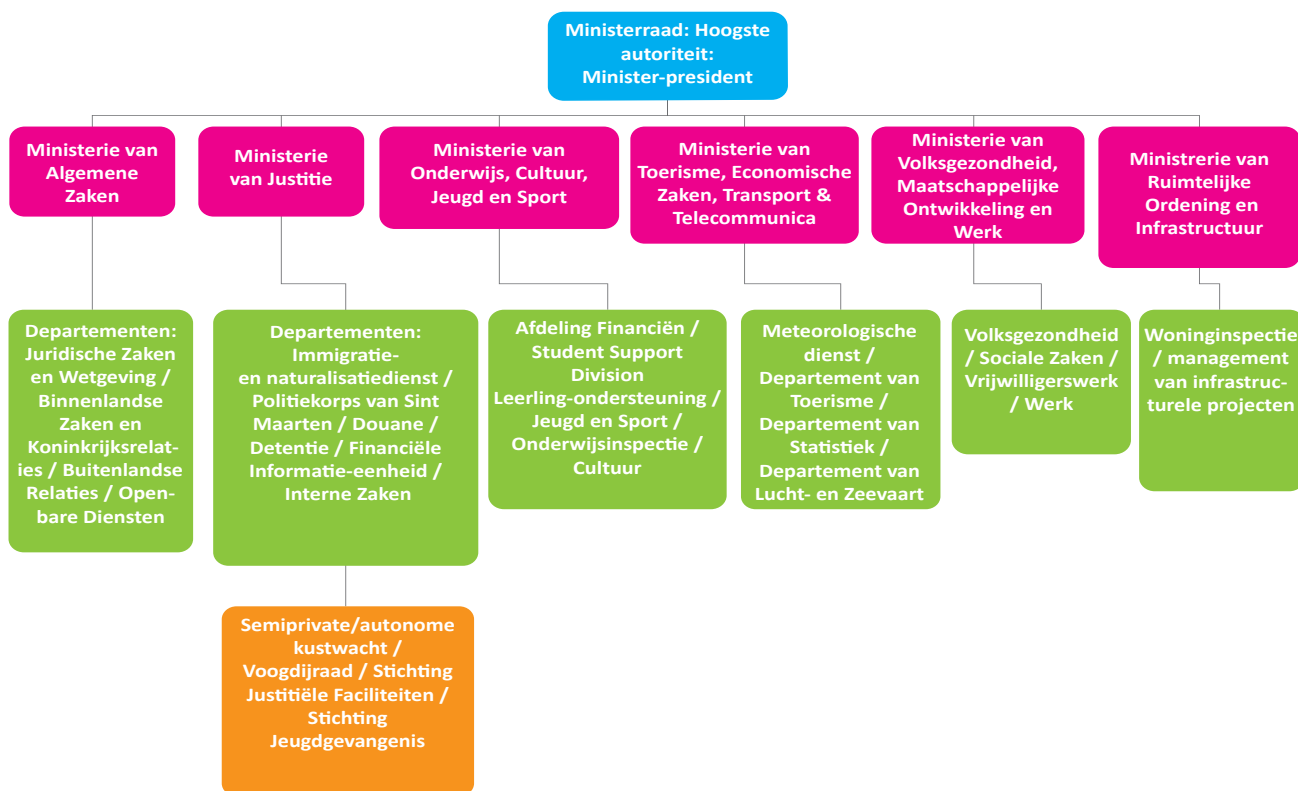 Ministerraad: Hoogste
autoriteit:
Minister-president
Ministerie van
Algemene
Zaken
Ministerie
van Justitie
Ministerie van
Onderwijs, Cultuur,
Jeugd en Sport
Ministerie van
Toerisme, Economische
Zaken, Transport &
Telecommunica
Ministerie van
Volksgezondheid,
Maatschappelijke
Ontwikkeling en
Werk
Ministrerie van
Ruimtelijke
Ordening en
Infrastructuur
Departementen:
Juridische Zaken
en Wetgeving /
Binnenlandse
Zaken en
Koninkrijksrelat-
ies / Buitenlandse
Relaties / Open-
bare Diensten
Departementen:
Immigratie-
en naturalisatiedienst /
Politiekorps van Sint
Maarten / Douane /
Detentie / Financiële
Informatie-eenheid /
Interne Zaken
Afdeling Financiën /
Student Support
Division
Leerling-ondersteuning /
Jeugd en Sport /
Onderwijsinspectie /
Cultuur
Meteorologische
dienst /
Departement van
Toerisme /
Departement van
Statistiek /
Departement van
Lucht- en Zeevaart
Volksgezondheid
/ Sociale Zaken /
Vrijwilligerswerk
/ Werk
Woninginspectie
/ management
van infrastruc-
turele projecten
Semiprivate/autonome
kustwacht /
Voogdijraad / Stichting
Justitiële Faciliteiten /
Stichting
Jeugdgevangenis